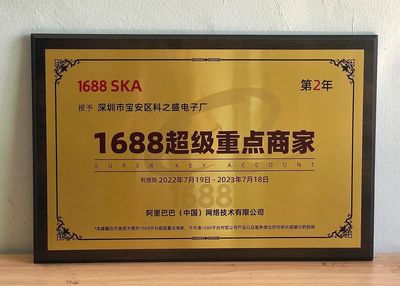 1688 SKA 第2年
授予 深圳市宝安区科之盛电子厂
1688超级重点商家
SUPER KEY ACCOUNT
有效期 2022年7月19日 - 2023年7月18日
1688
阿里巴巴（中国）网络技术有限公司